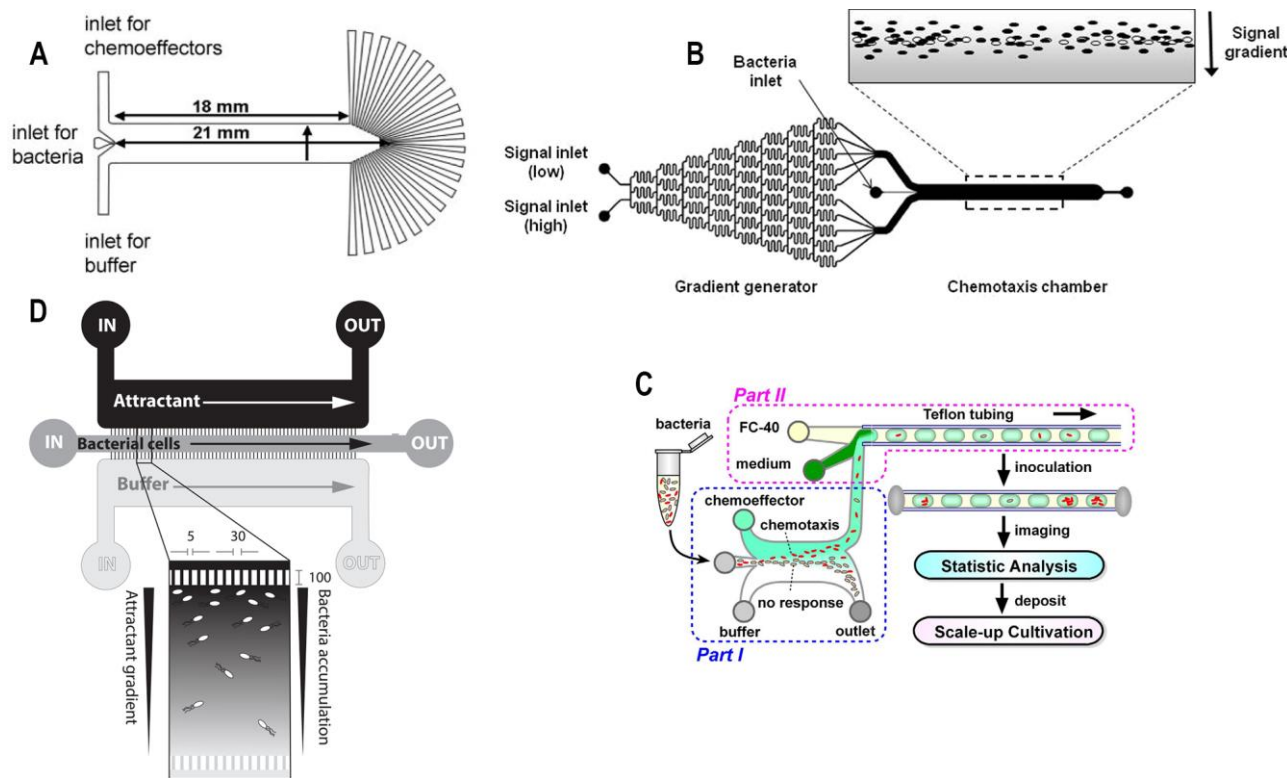 A
inlet for
chemoeffectors
18 mm
21 mm
inlet for
bacteria
inlet for
buffer
B
Bacteria
inlet
Signal
gradient
Signal inlet
(low)
Signal inlet
(high)
Gradient generator
Chemotaxis chamber
D
IN
OUT
Attractant
IN
Bacterial cells
OUT
Buffer
IN
OUT
5
30
100
Attractant gradient
Bacteria accumulation
C
Part II
Teflon tubing
bacteria
FC-40
medium
inoculation
chemoeffector
chemotaxis
imaging
Statistic Analysis
no response
deposit
buffer
outlet
Scale-up Cultivation
Part I